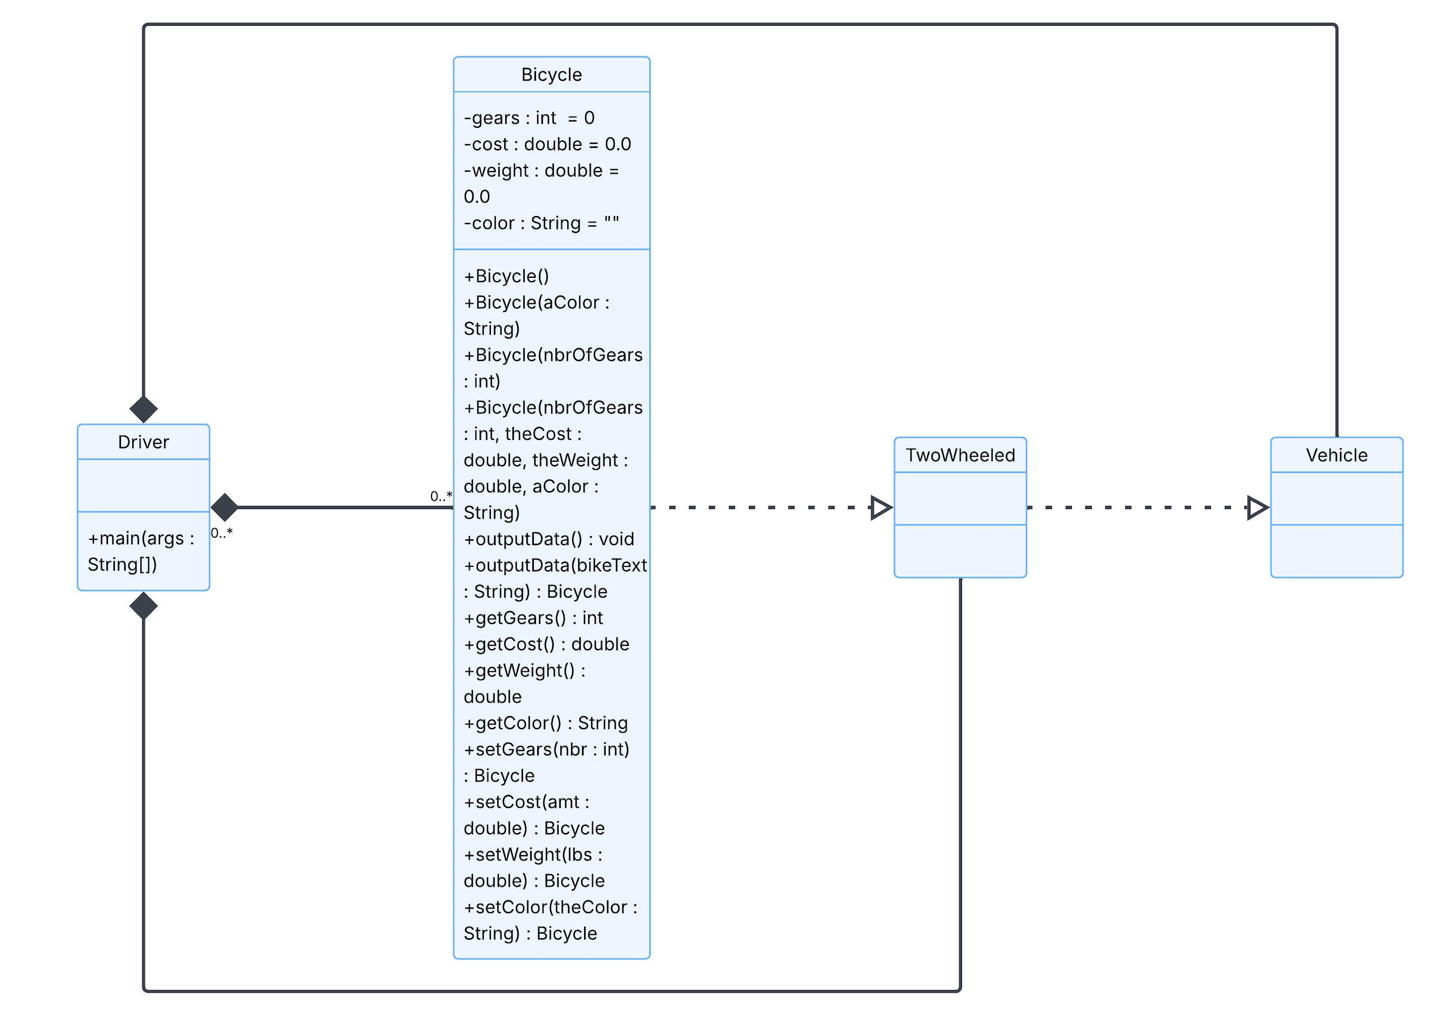 Bicycle
-gears : int  = 0
-cost : double = 0.0
-weight : double =
0.0
-color : String = ""
+Bicycle()
+Bicycle(aColor :
String)
+Bicycle(nbrOfGears
: int)
+Bicycle(nbrOfGears
: int, theCost :
double, theWeight :
double, aColor :
String)
+outputData() : void
+outputData(bikeText
: String) : Bicycle
+getGears() : int
+getCost() : double
+getWeight() :
double
+getColor() : String
+setGears(nbr : int)
: Bicycle
+setCost(amt :
double) : Bicycle
+setWeight(lbs :
double) : Bicycle
+setColor(theColor :
String) : Bicycle
Driver
+main(args :
String[])
0..*
0..*
TwoWheeled
Vehicle